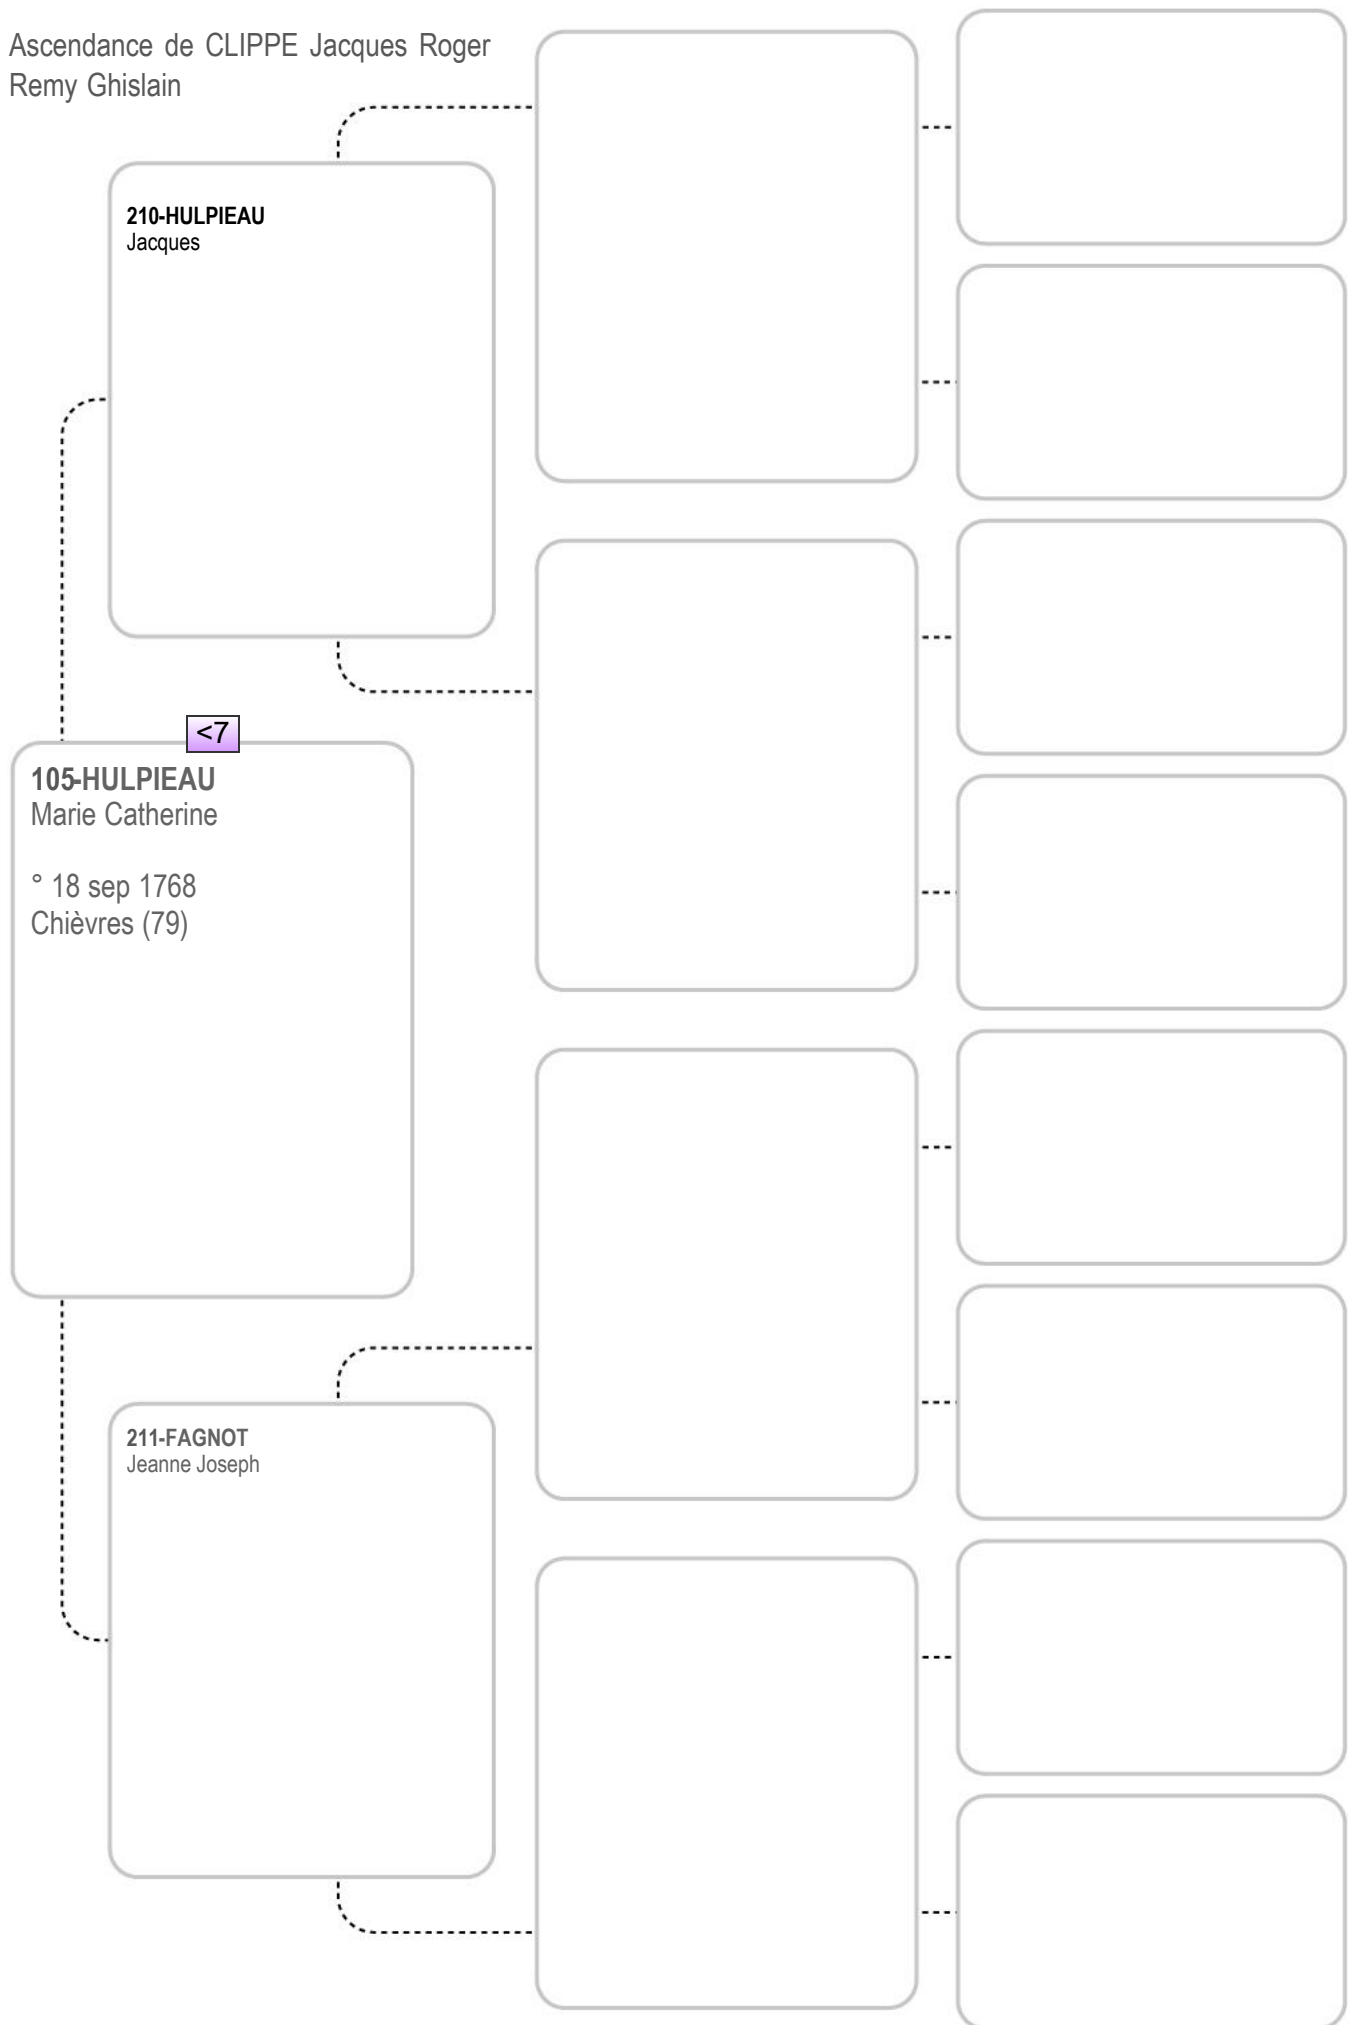 Ascendance de CLIPPE Jacques Roger
Remy Ghislain
210-HULPIEAU
Jacques
<7
105-HULPIEAU
Marie Catherine
° 18 sep 1768
Chièvres (79)
211-FAGNOT
Jeanne Joseph